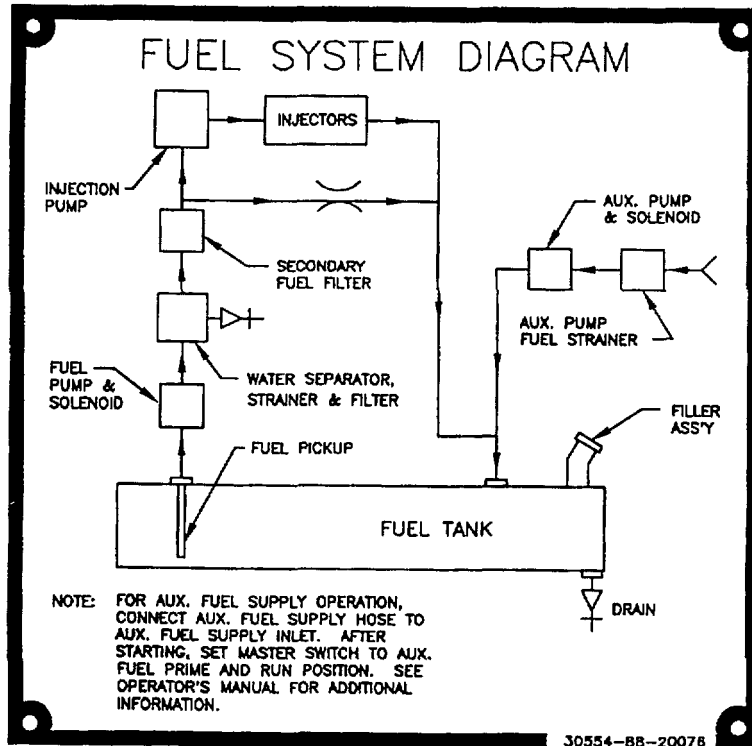 FUEL SYSTEM DIAGRAM
INJECTORS
INJECTION
PUMP
AUX. PUMP
& SOLENOID
SECONDARY
FUEL FILTER
AUX. PUMP
FUEL STRAINER
FUEL
PUMP &
SOLENOID
WATER SEPARATOR,
STRAINER & FILTER
FILLER
ASS'Y
FUEL PICKUP
FUEL TANK
DRAIN
NOTE: FOR AUX. FUEL SUPPLY OPERATION,
CONNECT AUX. FUEL SUPPLY HOSE TO
AUX. FUEL SUPPLY INLET. AFTER
STARTING, SET MASTER SWITCH TO AUX.
FUEL PRIME AND RUN POSITION. SEE
OPERATOR'S MANUAL FOR ADDITIONAL
INFORMATION.
30554-88-20078